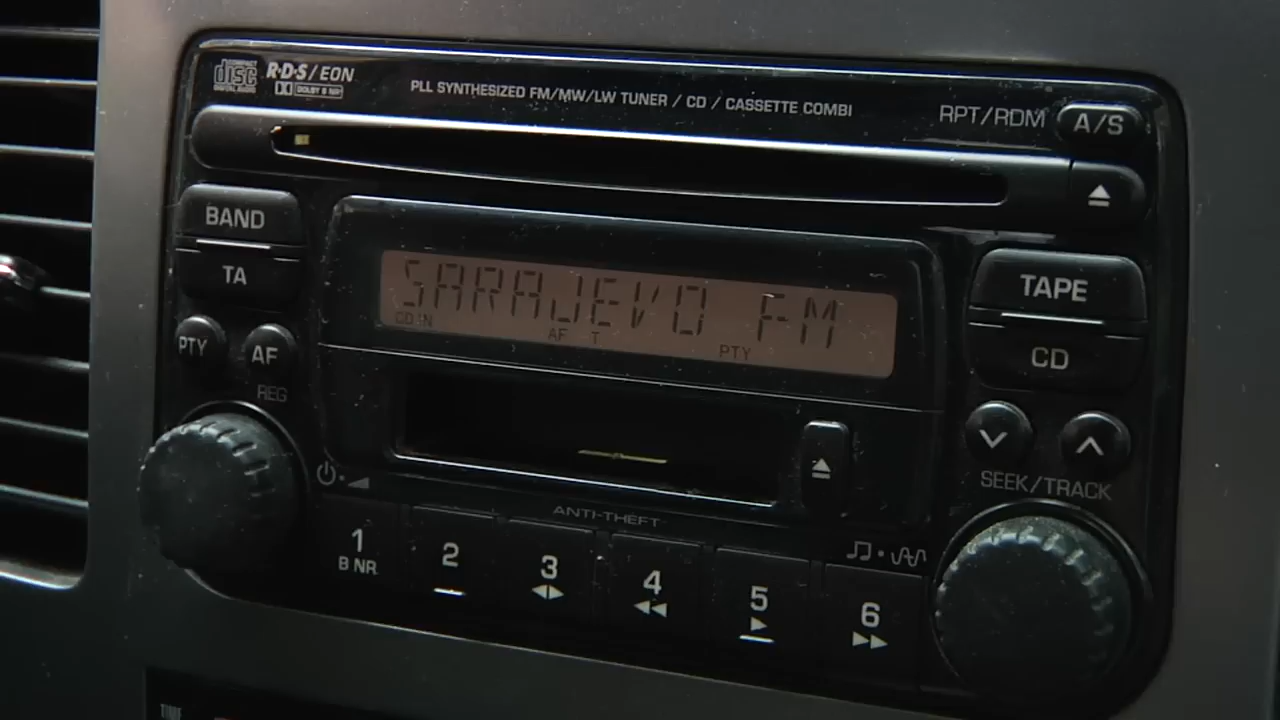 COMPACT disc DIGITAL AUDIO R·D·S/EON
DOLBY B NR
PLL SYNTHESIZED FM/MW/LW TUNER / CD / CASSETTE COMBI
RPT/RDM A/S
BAND
TA
PTY AF
REG
SARAJEVO FM
CD IN AF T PTY
TAPE
CD
SEEK/TRACK
ANTI-THEFT
1 2 3 4 5 6
B NR